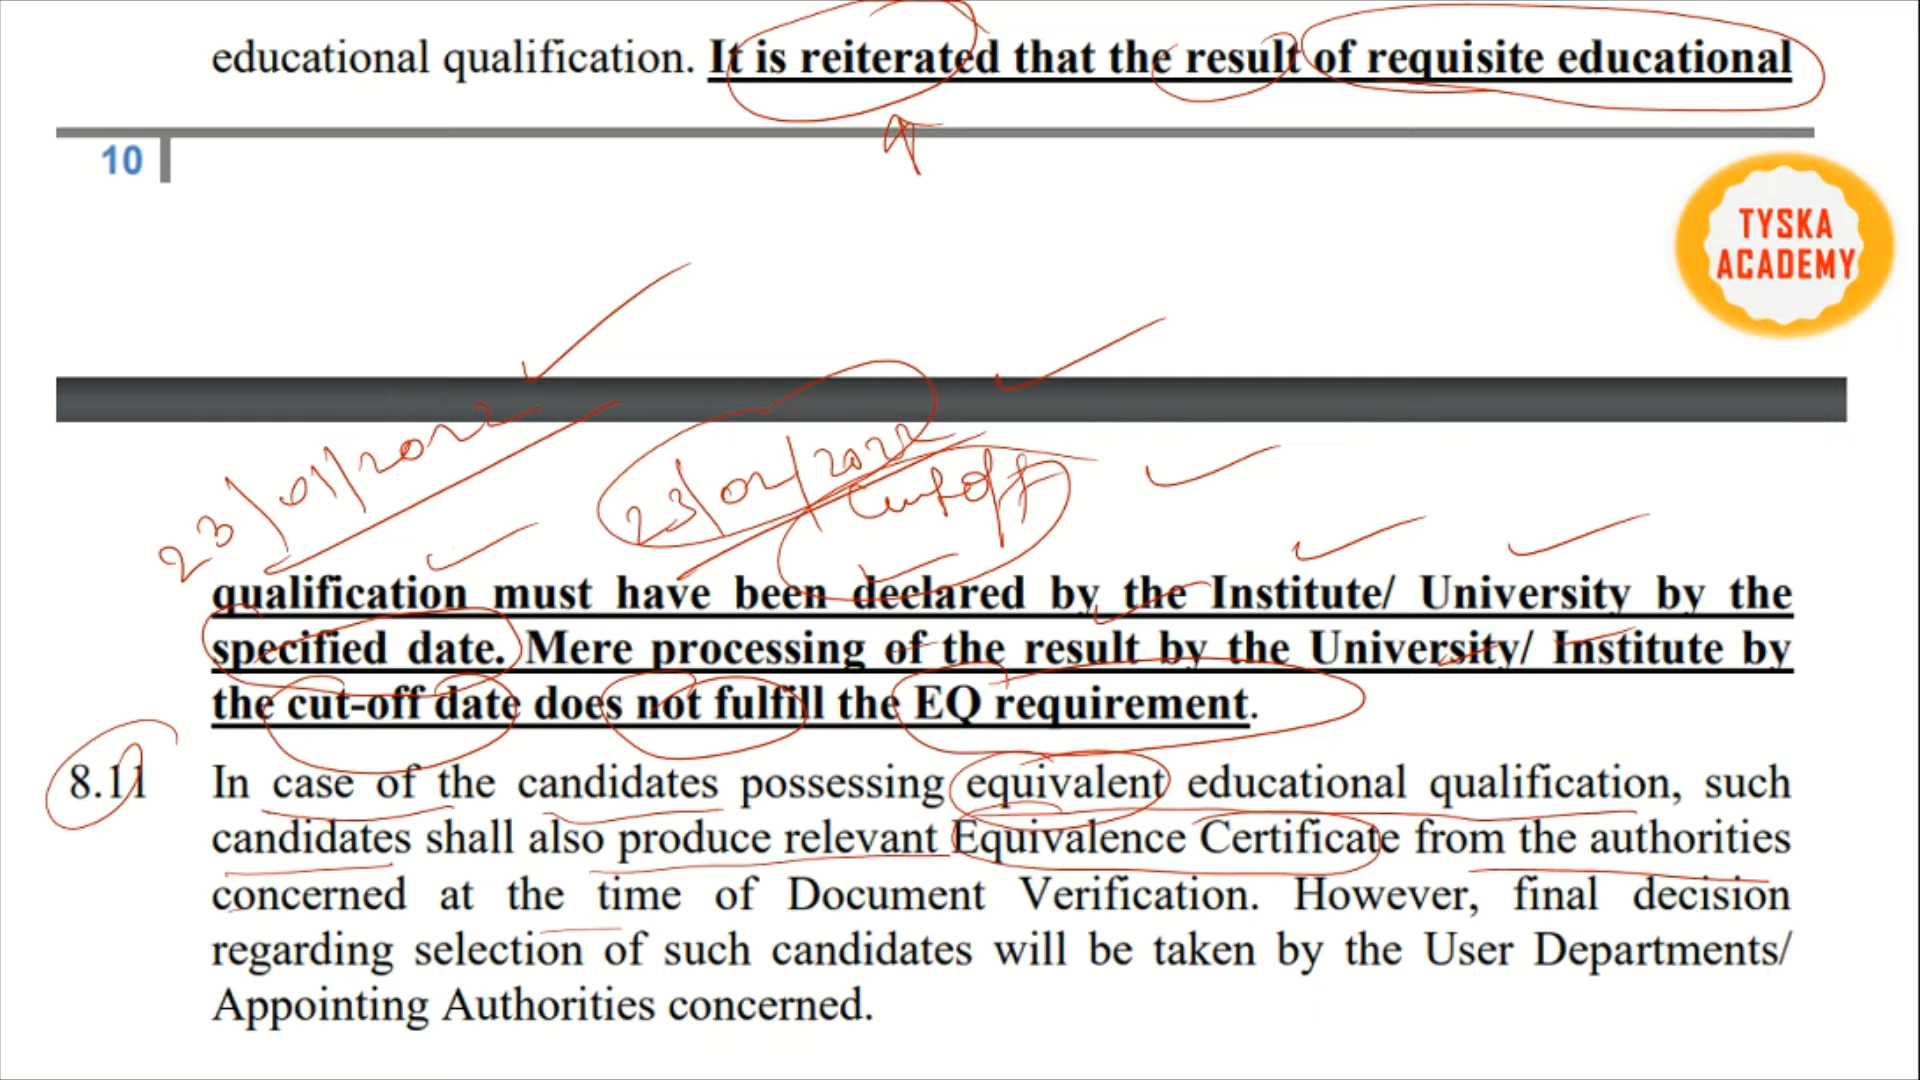 educational qualification. It is reiterated that the result of requisite educational
10
TYSKA
ACADEMY
23/01/2022
23/02/2022
Cutoff
qualification must have been declared by the Institute/ University by the
specified date. Mere processing of the result by the University/ Institute by
the cut-off date does not fulfill the EQ requirement.
8.11 In case of the candidates possessing equivalent educational qualification, such
candidates shall also produce relevant Equivalence Certificate from the authorities
concerned at the time of Document Verification. However, final decision
regarding selection of such candidates will be taken by the User Departments/
Appointing Authorities concerned.